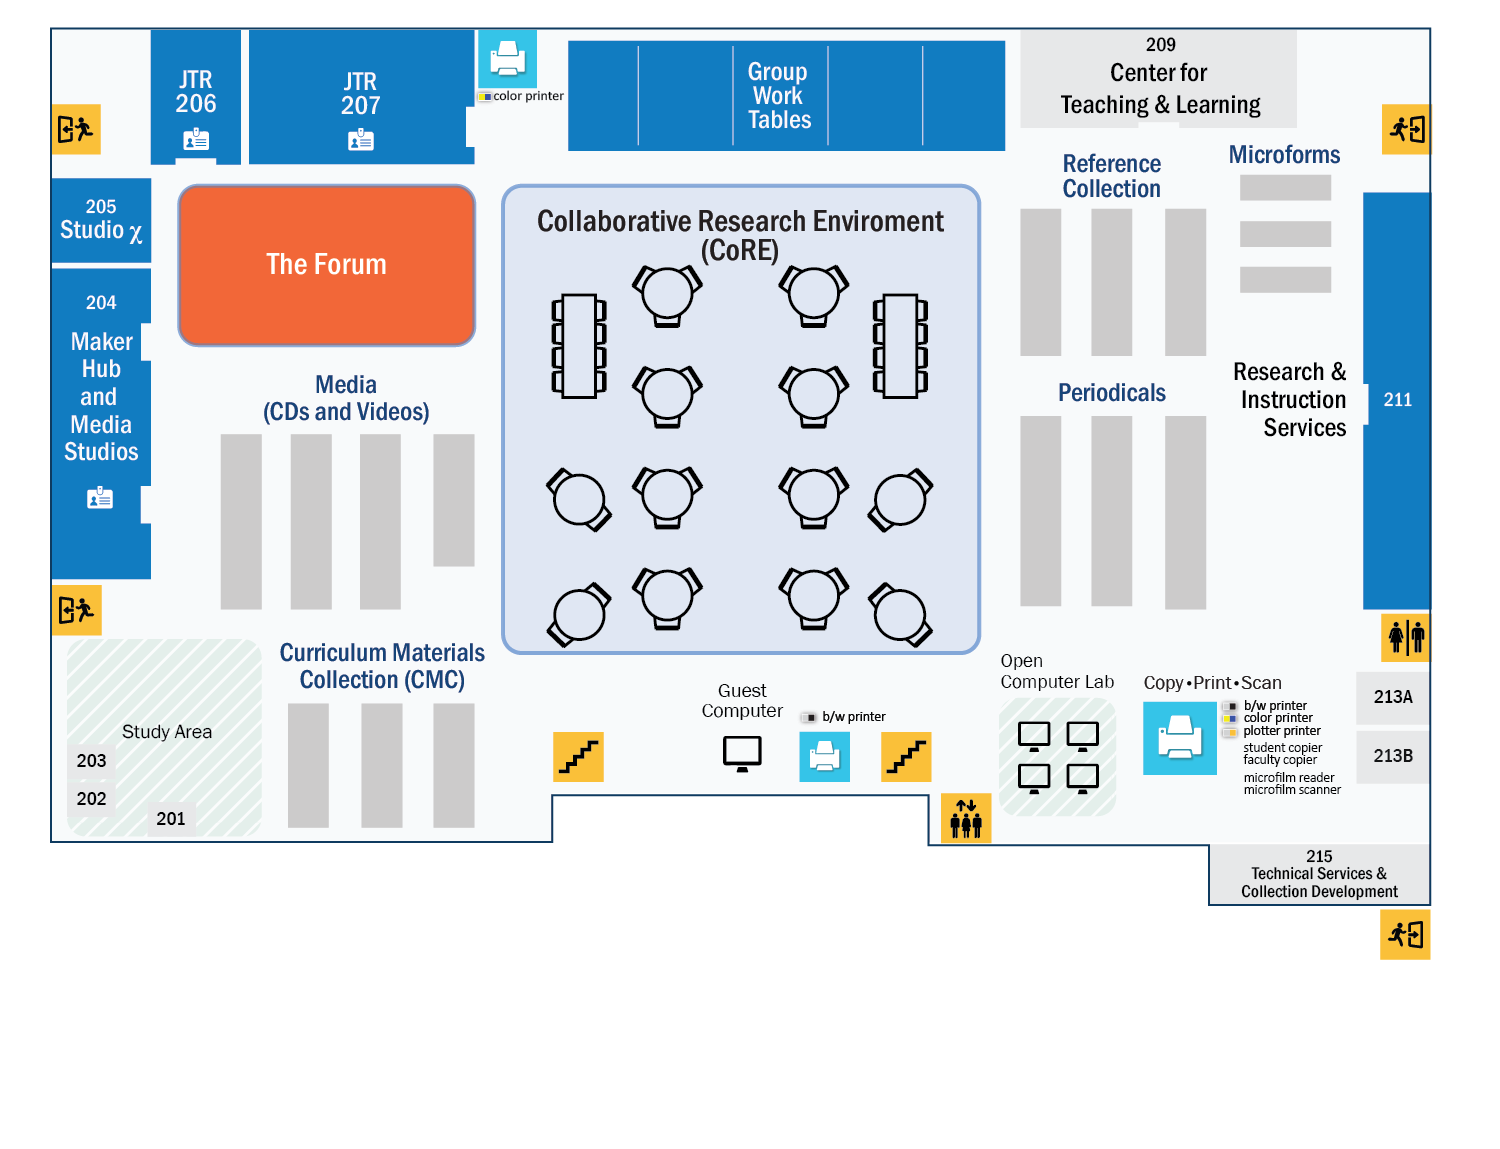 JTR
206
JTR
207
color printer
Group
Work
Tables
209
Center for
Teaching & Learning
205
Studio χ
The Forum
Collaborative Research Enviroment
(CoRE)
Reference
Collection
Microforms
204
Maker
Hub
and
Media
Studios
Media
(CDs and Videos)
Periodicals
Research &
Instruction
Services
211
Curriculum Materials
Collection (CMC)
Study Area
203
202
201
Guest
Computer
b/w printer
Open
Computer Lab
Copy•Print•Scan
b/w printer
color printer
plotter printer
student copier
faculty copier
microfilm reader
microfilm scanner
213A
213B
215
Technical Services &
Collection Development